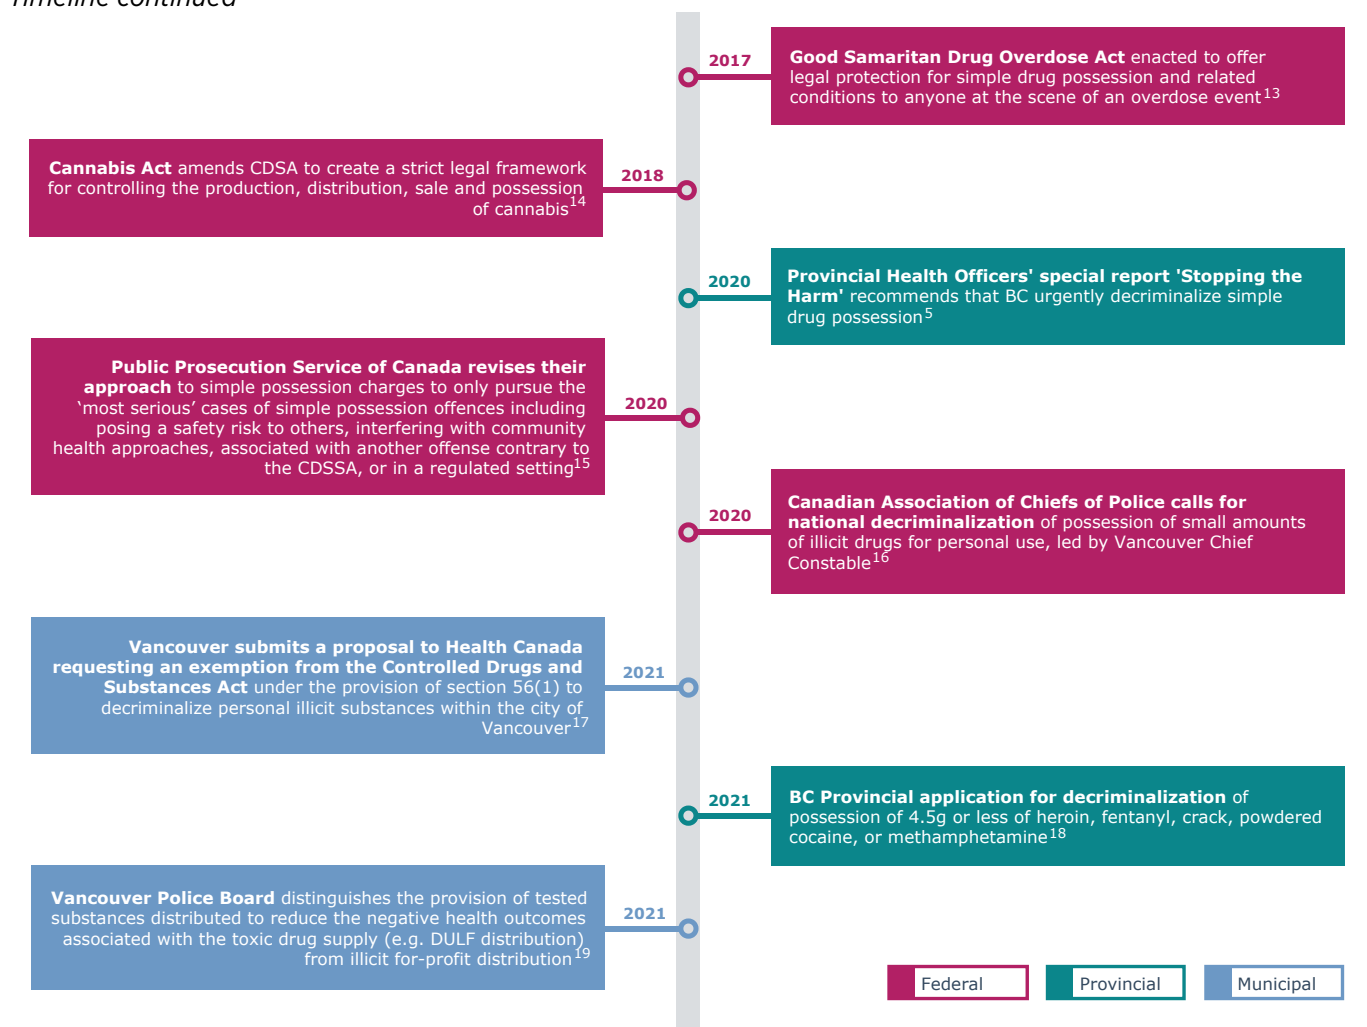 Timeline continued
2017
Good Samaritan Drug Overdose Act enacted to offer
legal protection for simple drug possession and related
conditions to anyone at the scene of an overdose event13
Cannabis Act amends CDSA to create a strict legal framework
for controlling the production, distribution, sale and possession
of cannabis14
2018
2020
Provincial Health Officers' special report 'Stopping the
Harm' recommends that BC urgently decriminalize simple
drug possession5
Public Prosecution Service of Canada revises their
approach to simple possession charges to only pursue the
‘most serious’ cases of simple possession offences including
posing a safety risk to others, interfering with community
health approaches, associated with another offense contrary to
the CDSSA, or in a regulated setting15
2020
2020
Canadian Association of Chiefs of Police calls for
national decriminalization of possession of small amounts
of illicit drugs for personal use, led by Vancouver Chief
Constable16
Vancouver submits a proposal to Health Canada
requesting an exemption from the Controlled Drugs and
Substances Act under the provision of section 56(1) to
decriminalize personal illicit substances within the city of
Vancouver17
2021
2021
BC Provincial application for decriminalization of
possession of 4.5g or less of heroin, fentanyl, crack, powdered
cocaine, or methamphetamine18
Vancouver Police Board distinguishes the provision of tested
substances distributed to reduce the negative health outcomes
associated with the toxic drug supply (e.g. DULF distribution)
from illicit for-profit distribution19
2021
Federal
Provincial
Municipal